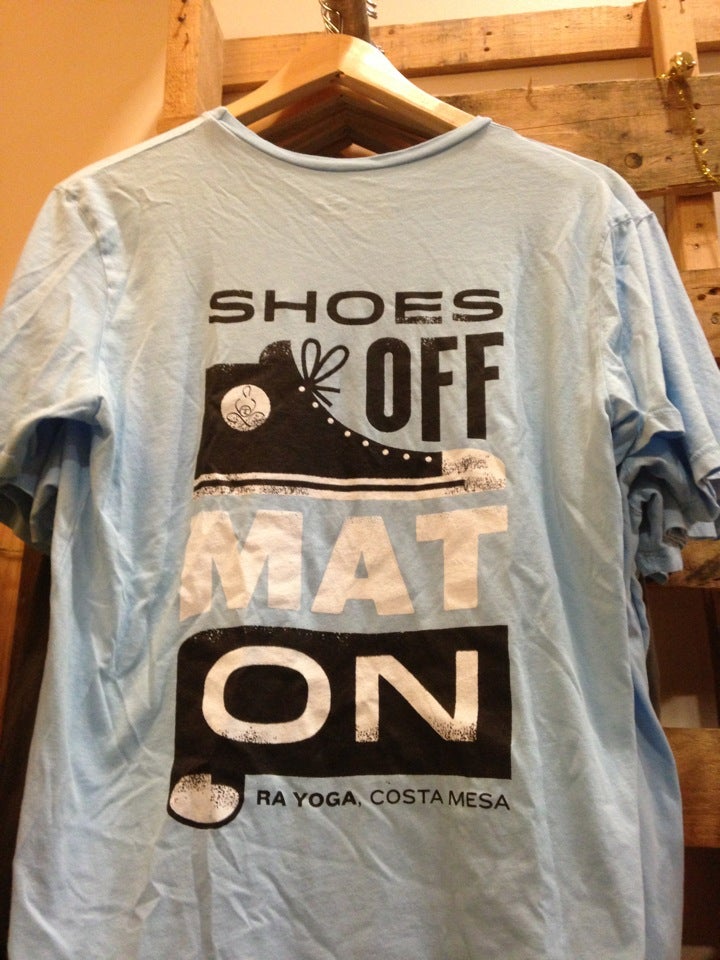 SHOES
OFF
MAT
ON
RA YOGA, COSTA MESA